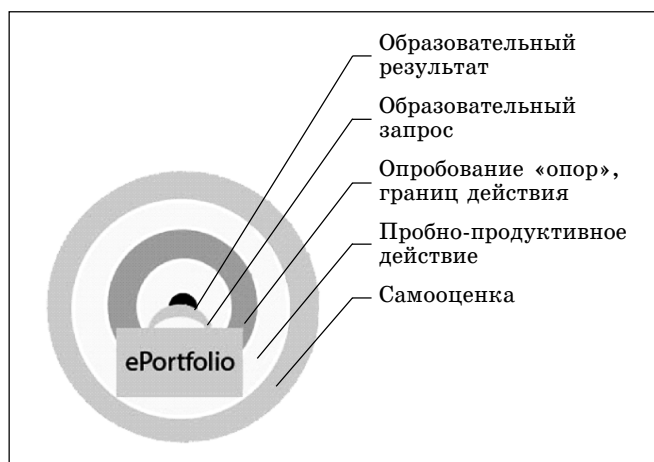 Образовательный
результат
Образовательный
запрос
Опробование «опор»,
границ действия
Пробно-продуктивное
действие
Самооценка
ePortfolio